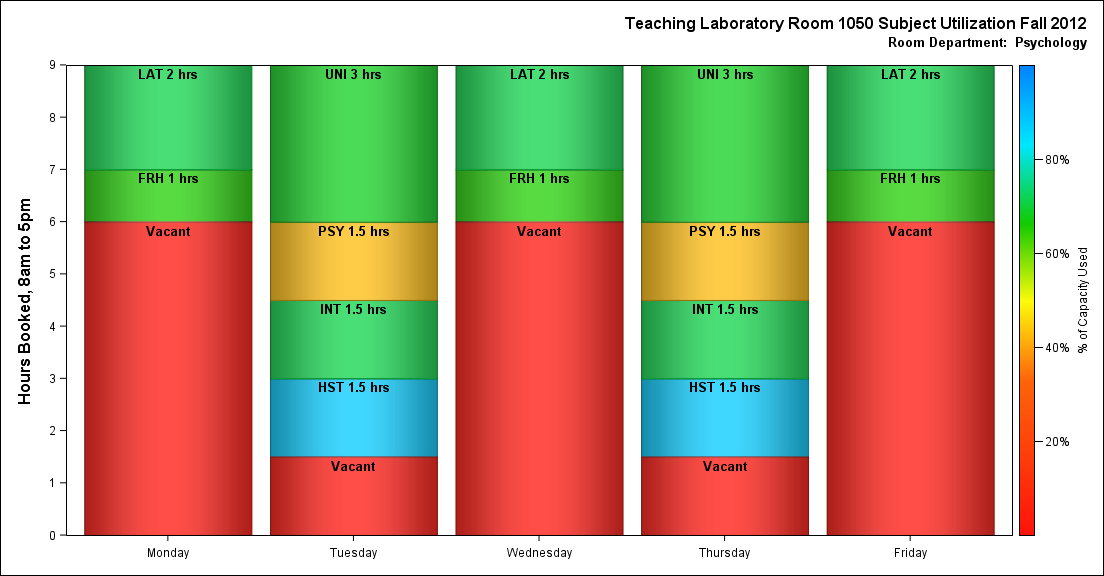 Teaching Laboratory Room 1050 Subject Utilization Fall 2012
Room Department: Psychology
Hours Booked, 8am to 5pm
9
8
7
6
5
4
3
2
1
0
LAT 2 hrs
FRH 1 hrs
Vacant
UNI 3 hrs
PSY 1.5 hrs
INT 1.5 hrs
HST 1.5 hrs
Vacant
LAT 2 hrs
FRH 1 hrs
Vacant
UNI 3 hrs
PSY 1.5 hrs
INT 1.5 hrs
HST 1.5 hrs
Vacant
LAT 2 hrs
FRH 1 hrs
Vacant
Monday
Tuesday
Wednesday
Thursday
Friday
80%
60%
40%
20%
% of Capacity Used